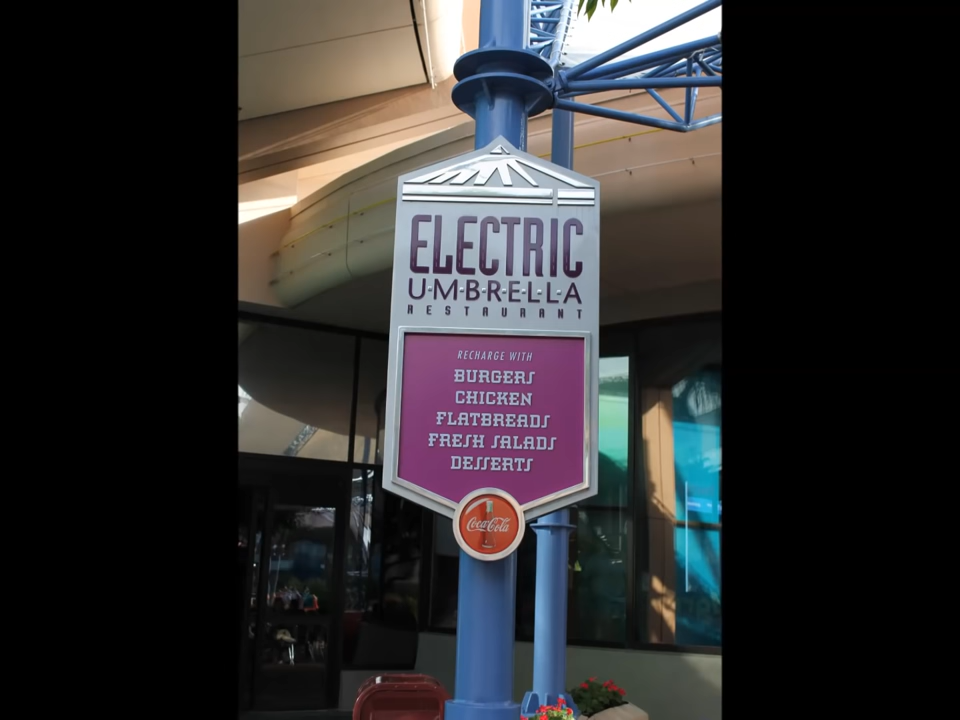 ELECTRIC
U-M-B-R-E-L-L-A
RESTAURANT
RECHARGE WITH
BURGERS
CHICKEN
FLATBREADS
FRESH SALADS
DESSERTS
Coca-Cola